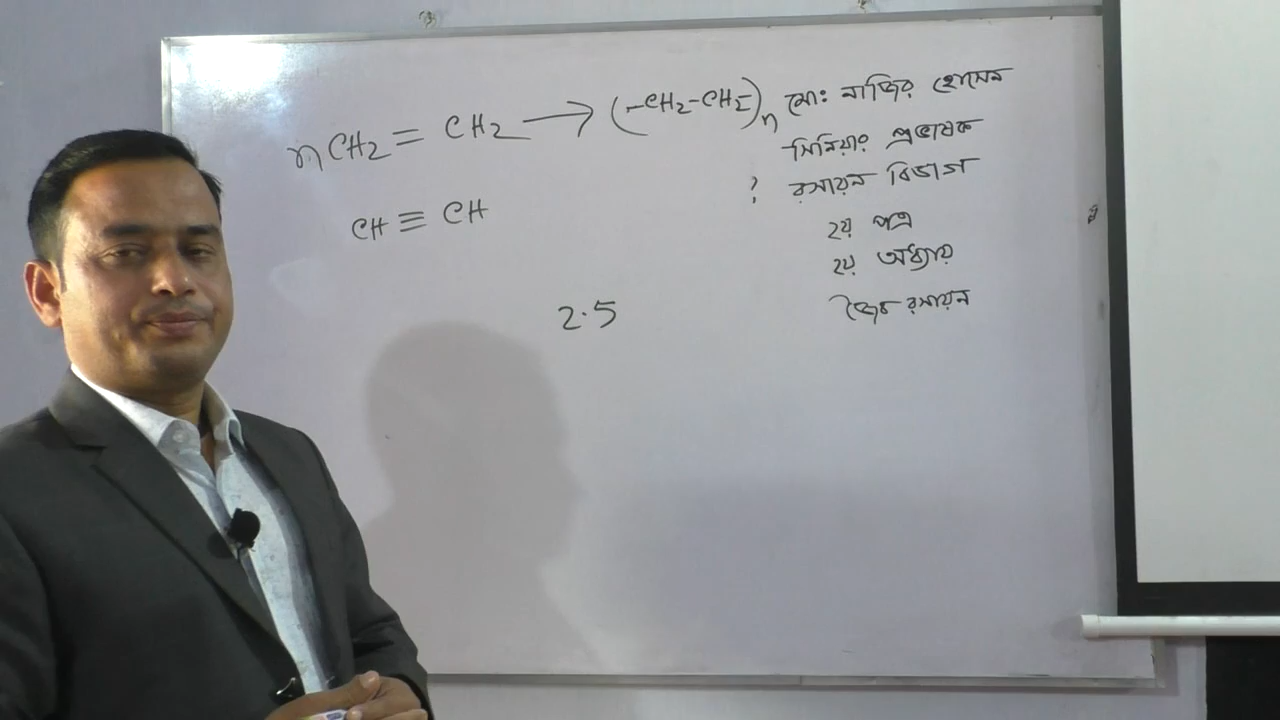 nCH2 = CH2 → (-CH2-CH2-)n
CH ≡ CH
2.5
মোঃ নাজির হোসেন
সিনিয়র প্রভাষক
? রসায়ন বিভাগ
২য় পত্র
২য় অধ্যায়
জৈব রসায়ন